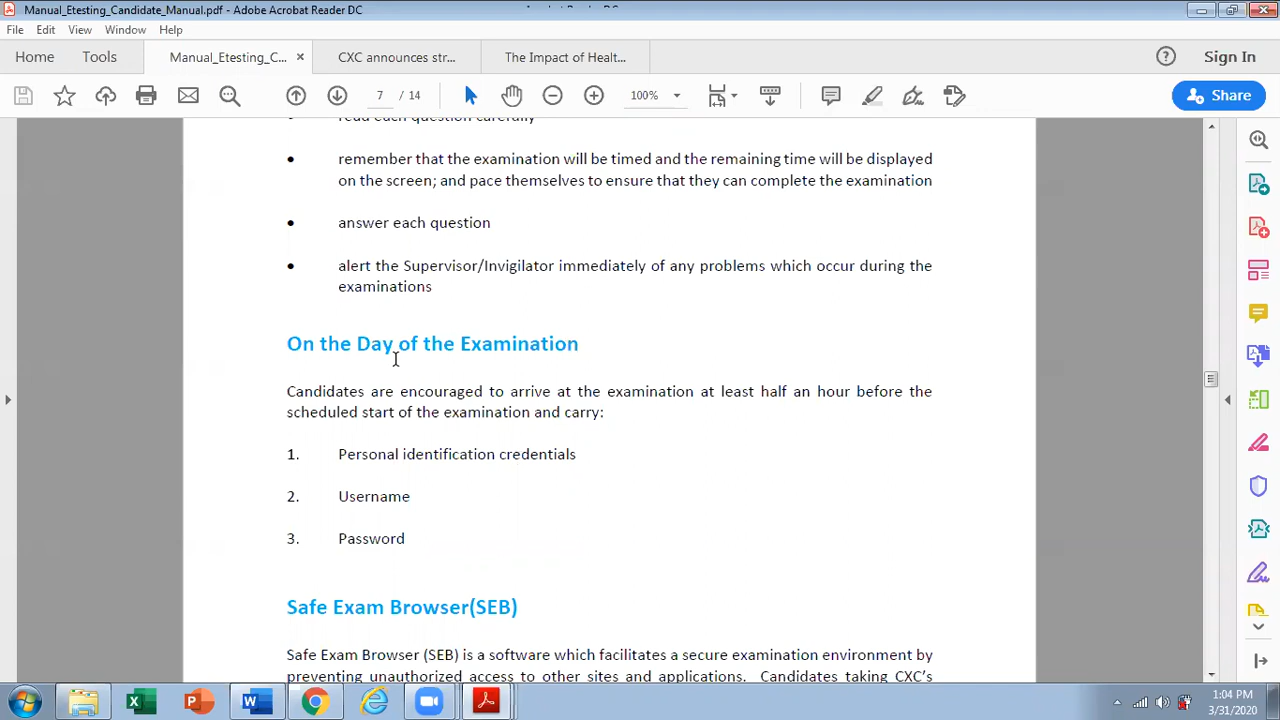 Manual_Etesting_Candidate_Manual.pdf - Adobe Acrobat Reader DC
File Edit View Window Help
Home Tools Manual_Etesting_C... × CXC announces str... The Impact of Healt... Sign In
7 / 14 100% Share
read each question carefully
• remember that the examination will be timed and the remaining time will be displayed
on the screen; and pace themselves to ensure that they can complete the examination
• answer each question
• alert the Supervisor/Invigilator immediately of any problems which occur during the
examinations
On the Day of the Examination
Candidates are encouraged to arrive at the examination at least half an hour before the
scheduled start of the examination and carry:
1. Personal identification credentials
2. Username
3. Password
Safe Exam Browser(SEB)
Safe Exam Browser (SEB) is a software which facilitates a secure examination environment by
preventing unauthorized access to other sites and applications. Candidates taking CXC's
1:04 PM
3/31/2020